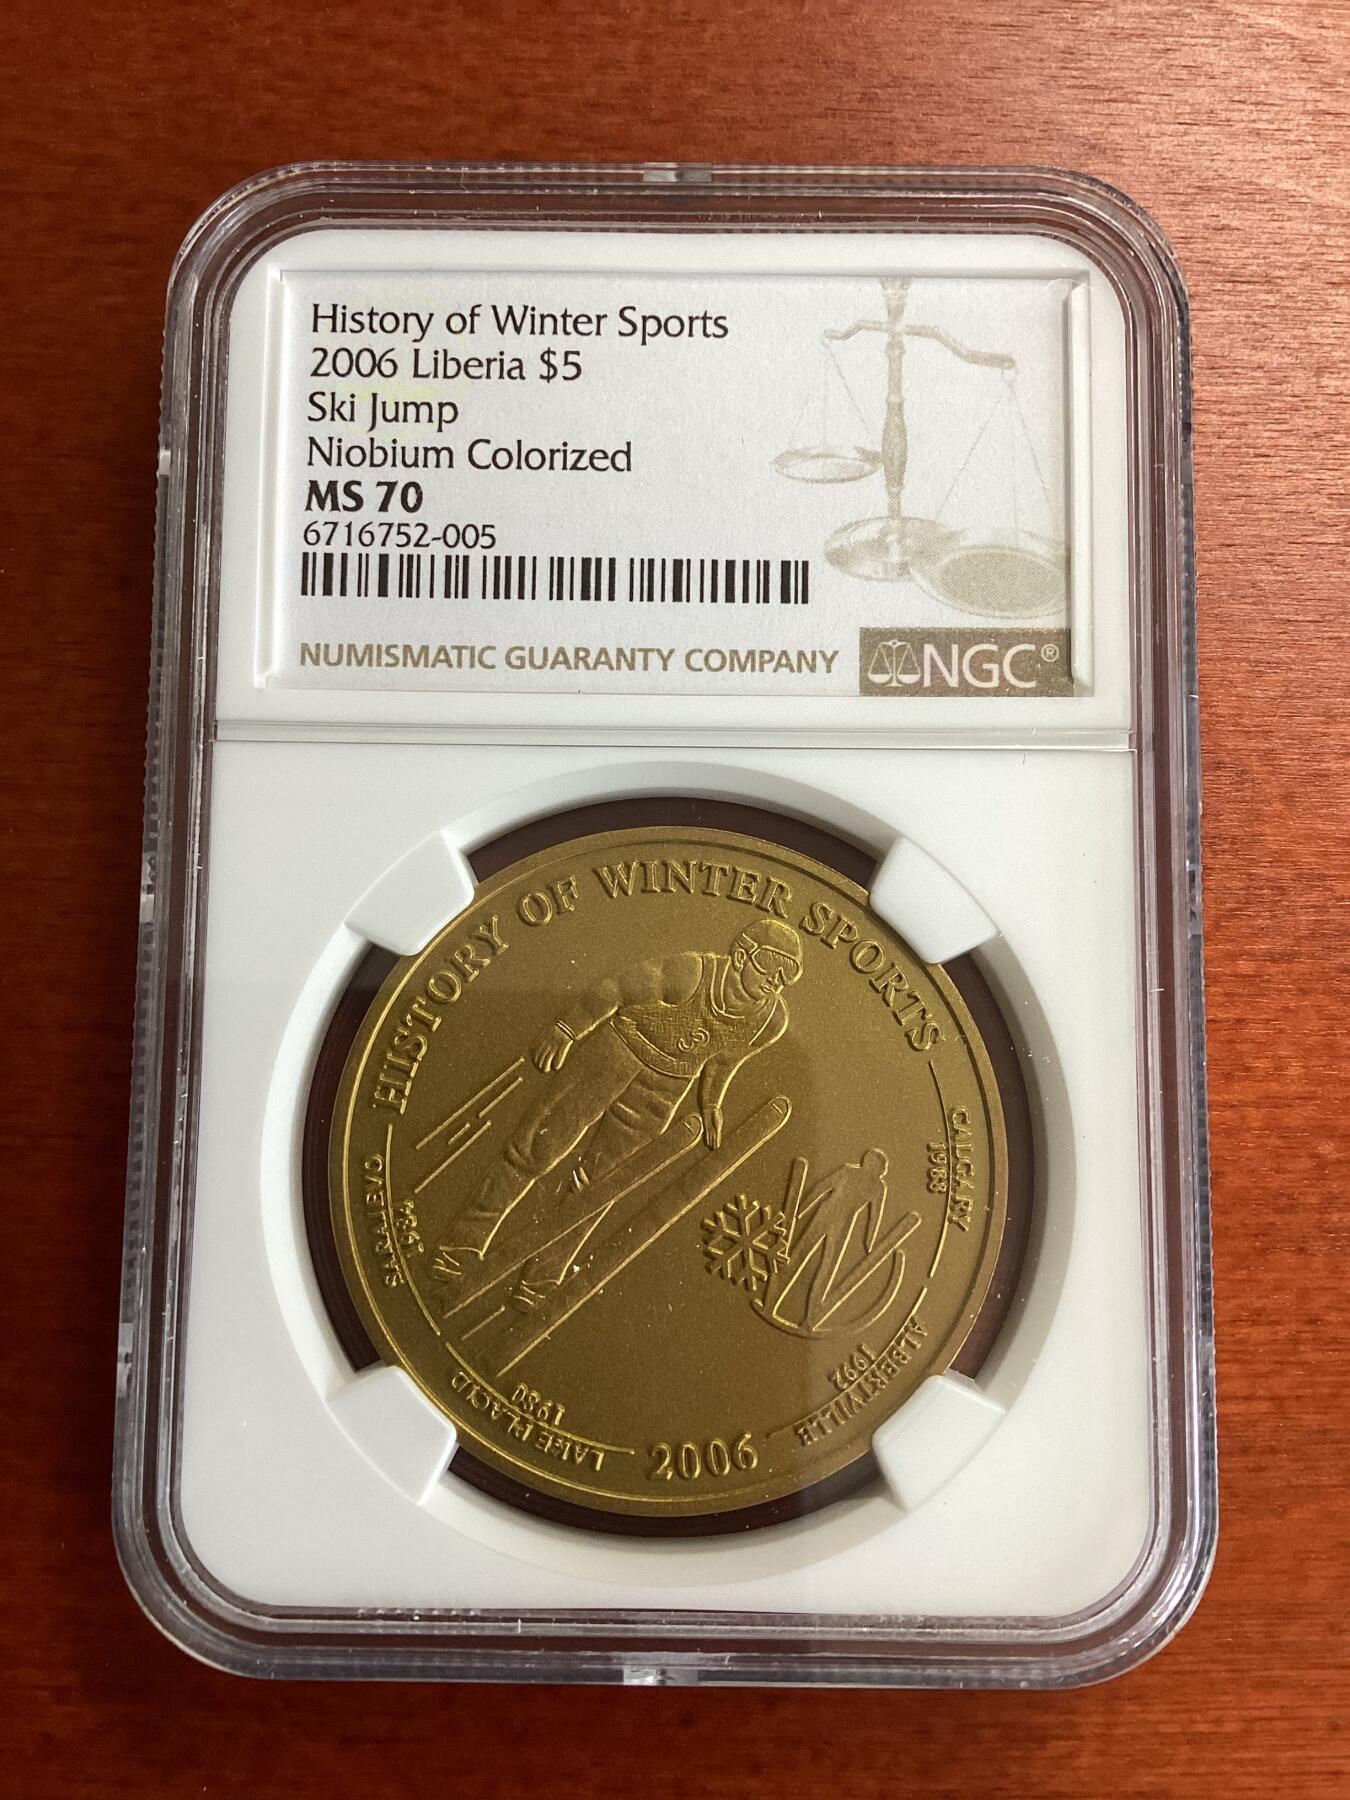 History of Winter Sports
2006 Liberia $5
Ski Jump
Niobium Colorized
MS 70
6716752-005
NUMISMATIC GUARANTY COMPANY
NGC®
HISTORY OF WINTER SPORTS
3
SARAJEVO
1984
LAKE PLACID
1980
2006
ALBERTVILLE
1992
CALGARY
1988